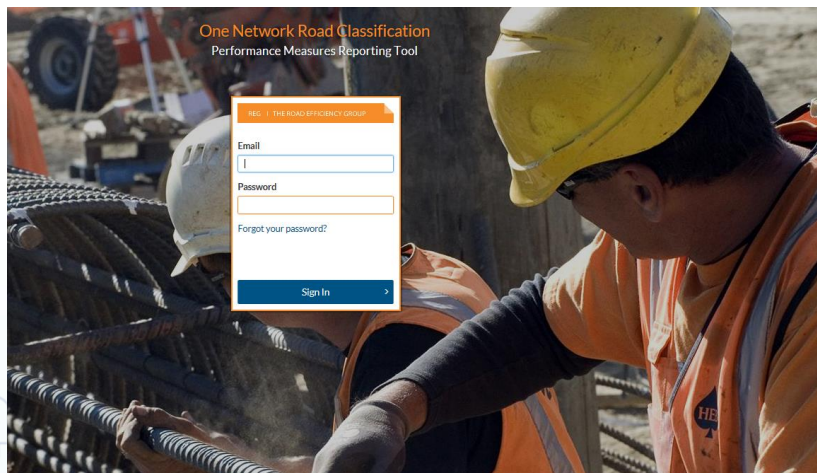 One Network Road Classification
Performance Measures Reporting Tool
REG | THE ROAD EFFICIENCY GROUP
Email
Password
Forgot your password?
Sign In >